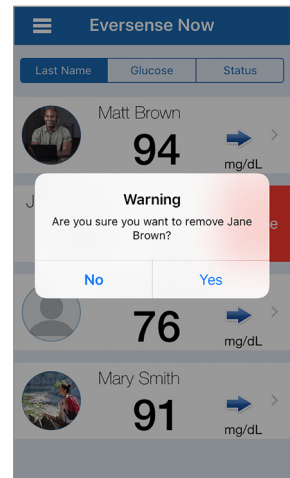 Eversense Now
Last Name Glucose Status
Matt Brown
94
mg/dL
J
e
Warning
Are you sure you want to remove Jane
Brown?
No Yes
76
mg/dL
Mary Smith
91
mg/dL